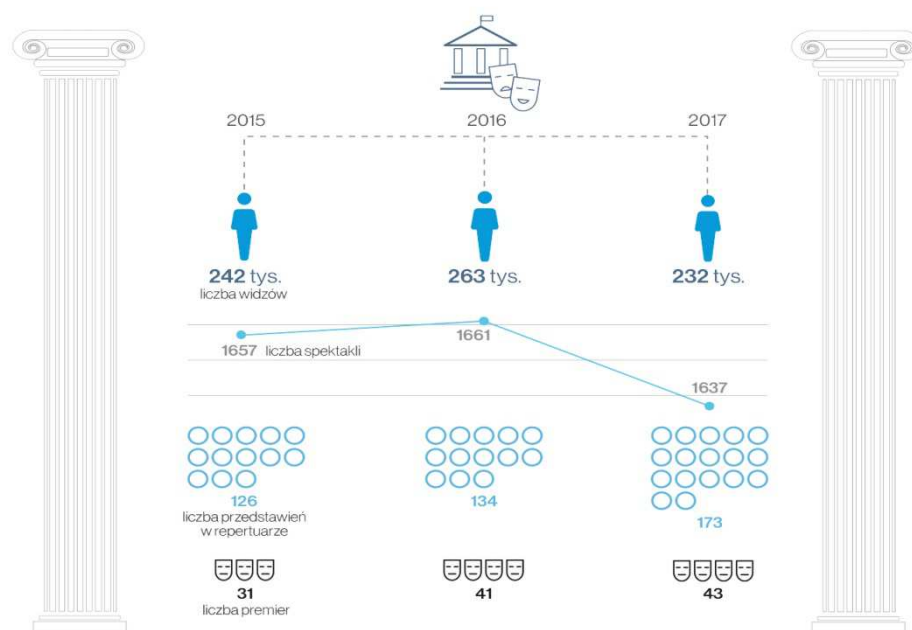 2015 2016 2017
242 tys. 263 tys. 232 tys.
liczba widzów
1657 liczba spektakli 1661 1637
126 134 173
liczba przedstawień
w repertuarze
31 41 43
liczba premier